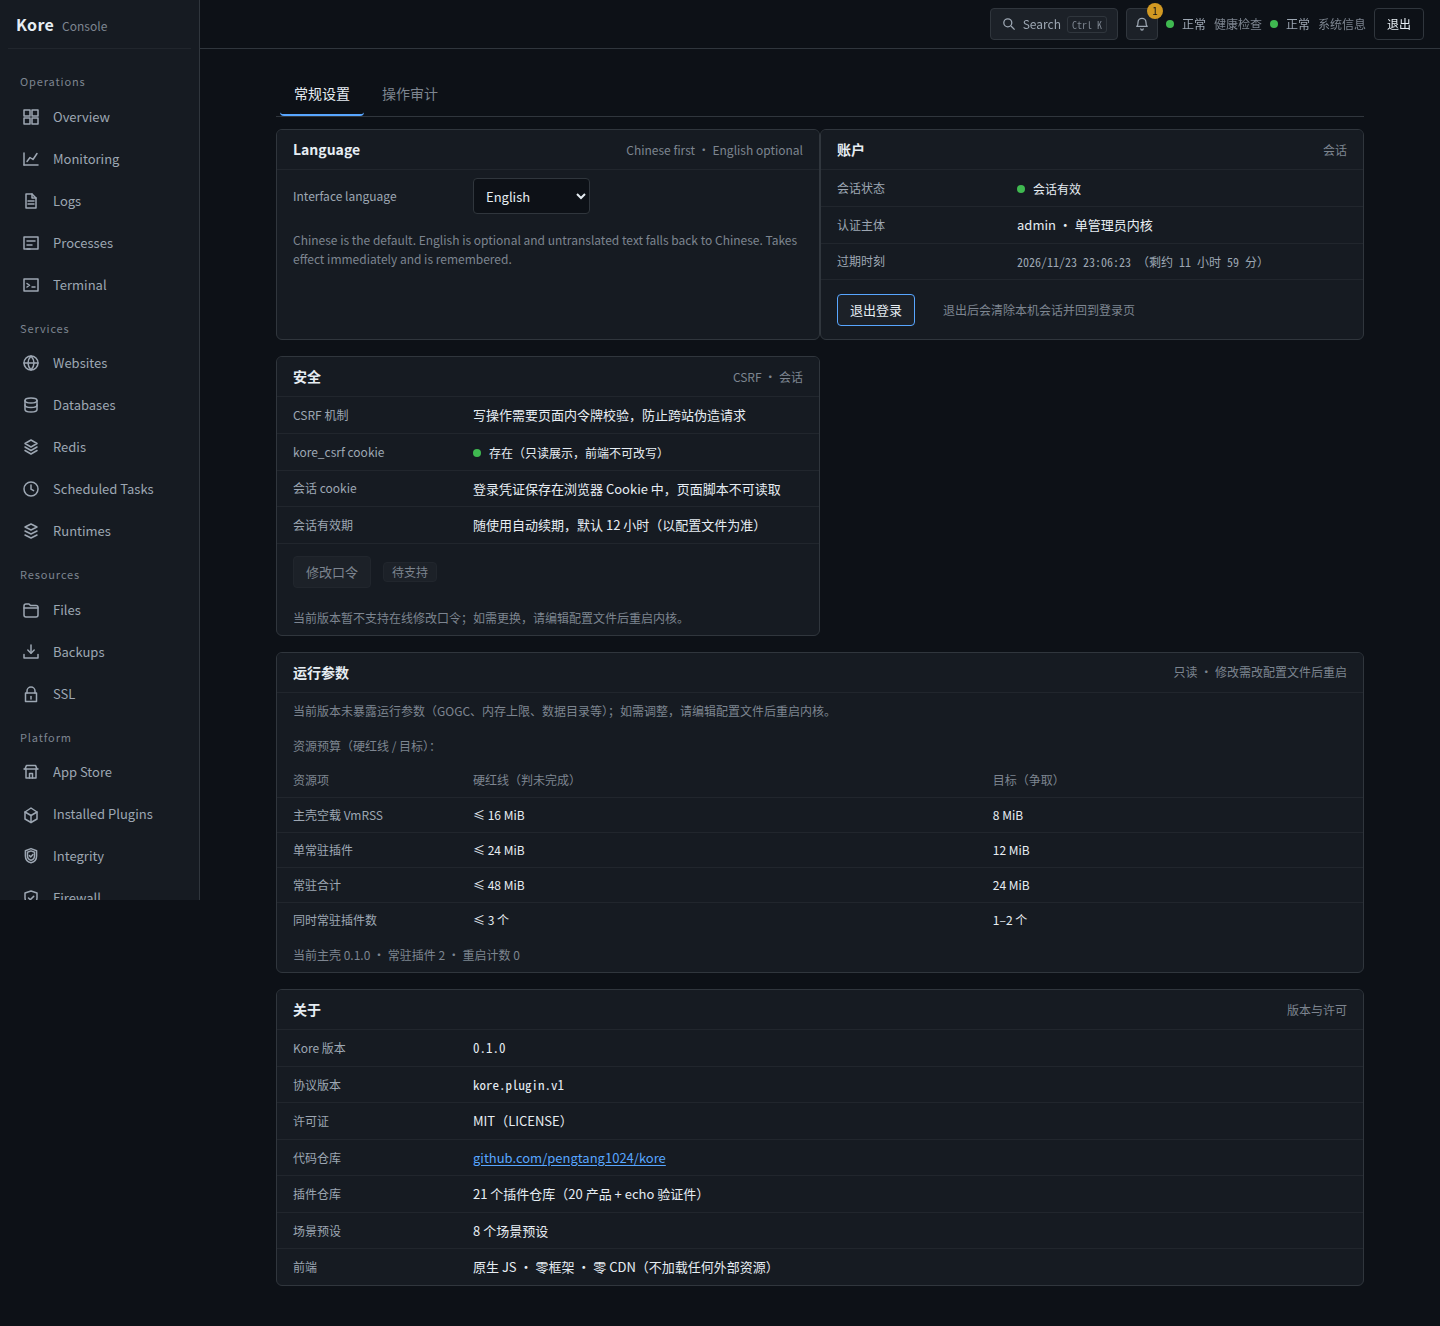 Kore Console
Search Ctrl K
1
正常 健康检查
正常 系统信息
退出
Operations
Overview
Monitoring
Logs
Processes
Terminal
Services
Websites
Databases
Redis
Scheduled Tasks
Runtimes
Resources
Files
Backups
SSL
Platform
App Store
Installed Plugins
Integrity
Firewall
常规设置 操作审计
Language Chinese first · English optional
Interface language English
Chinese is the default. English is optional and untranslated text falls back to Chinese. Takes
effect immediately and is remembered.
账户 会话
会话状态 会话有效
认证主体 admin · 单管理员内核
过期时刻 2026/11/23 23:06:23 （剩约 11 小时 59 分）
退出登录 退出后会清除本机会话并回到登录页
安全 CSRF · 会话
CSRF 机制 写操作需要页面内令牌校验，防止跨站伪造请求
kore_csrf cookie 存在（只读展示，前端不可改写）
会话 cookie 登录凭证保存在浏览器 Cookie 中，页面脚本不可读取
会话有效期 随使用自动续期，默认 12 小时（以配置文件为准）
修改口令 待支持
当前版本暂不支持在线修改口令；如需更换，请编辑配置文件后重启内核。
运行参数 只读 · 修改需改配置文件后重启
当前版本未暴露运行参数（GOGC、内存上限、数据目录等）；如需调整，请编辑配置文件后重启内核。
资源预算（硬红线 / 目标）：
资源项 硬红线（判未完成） 目标（争取）
主壳空载 VmRSS ≤ 16 MiB 8 MiB
单常驻插件 ≤ 24 MiB 12 MiB
常驻合计 ≤ 48 MiB 24 MiB
同时常驻插件数 ≤ 3 个 1–2 个
当前主壳 0.1.0 · 常驻插件 2 · 重启计数 0
关于 版本与许可
Kore 版本 0.1.0
协议版本 kore.plugin.v1
许可证 MIT（LICENSE）
代码仓库 github.com/pengtang1024/kore
插件仓库 21 个插件仓库（20 产品 + echo 验证件）
场景预设 8 个场景预设
前端 原生 JS · 零框架 · 零 CDN（不加载任何外部资源）